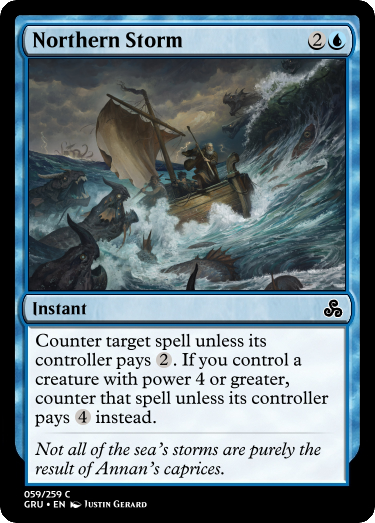 Northern Storm 2
Instant
Counter target spell unless its
controller pays 2. If you control a
creature with power 4 or greater,
counter that spell unless its controller
pays 4 instead.
Not all of the sea's storms are purely the
result of Annan's caprices.
059/259 C
GRU • EN Justin Gerard